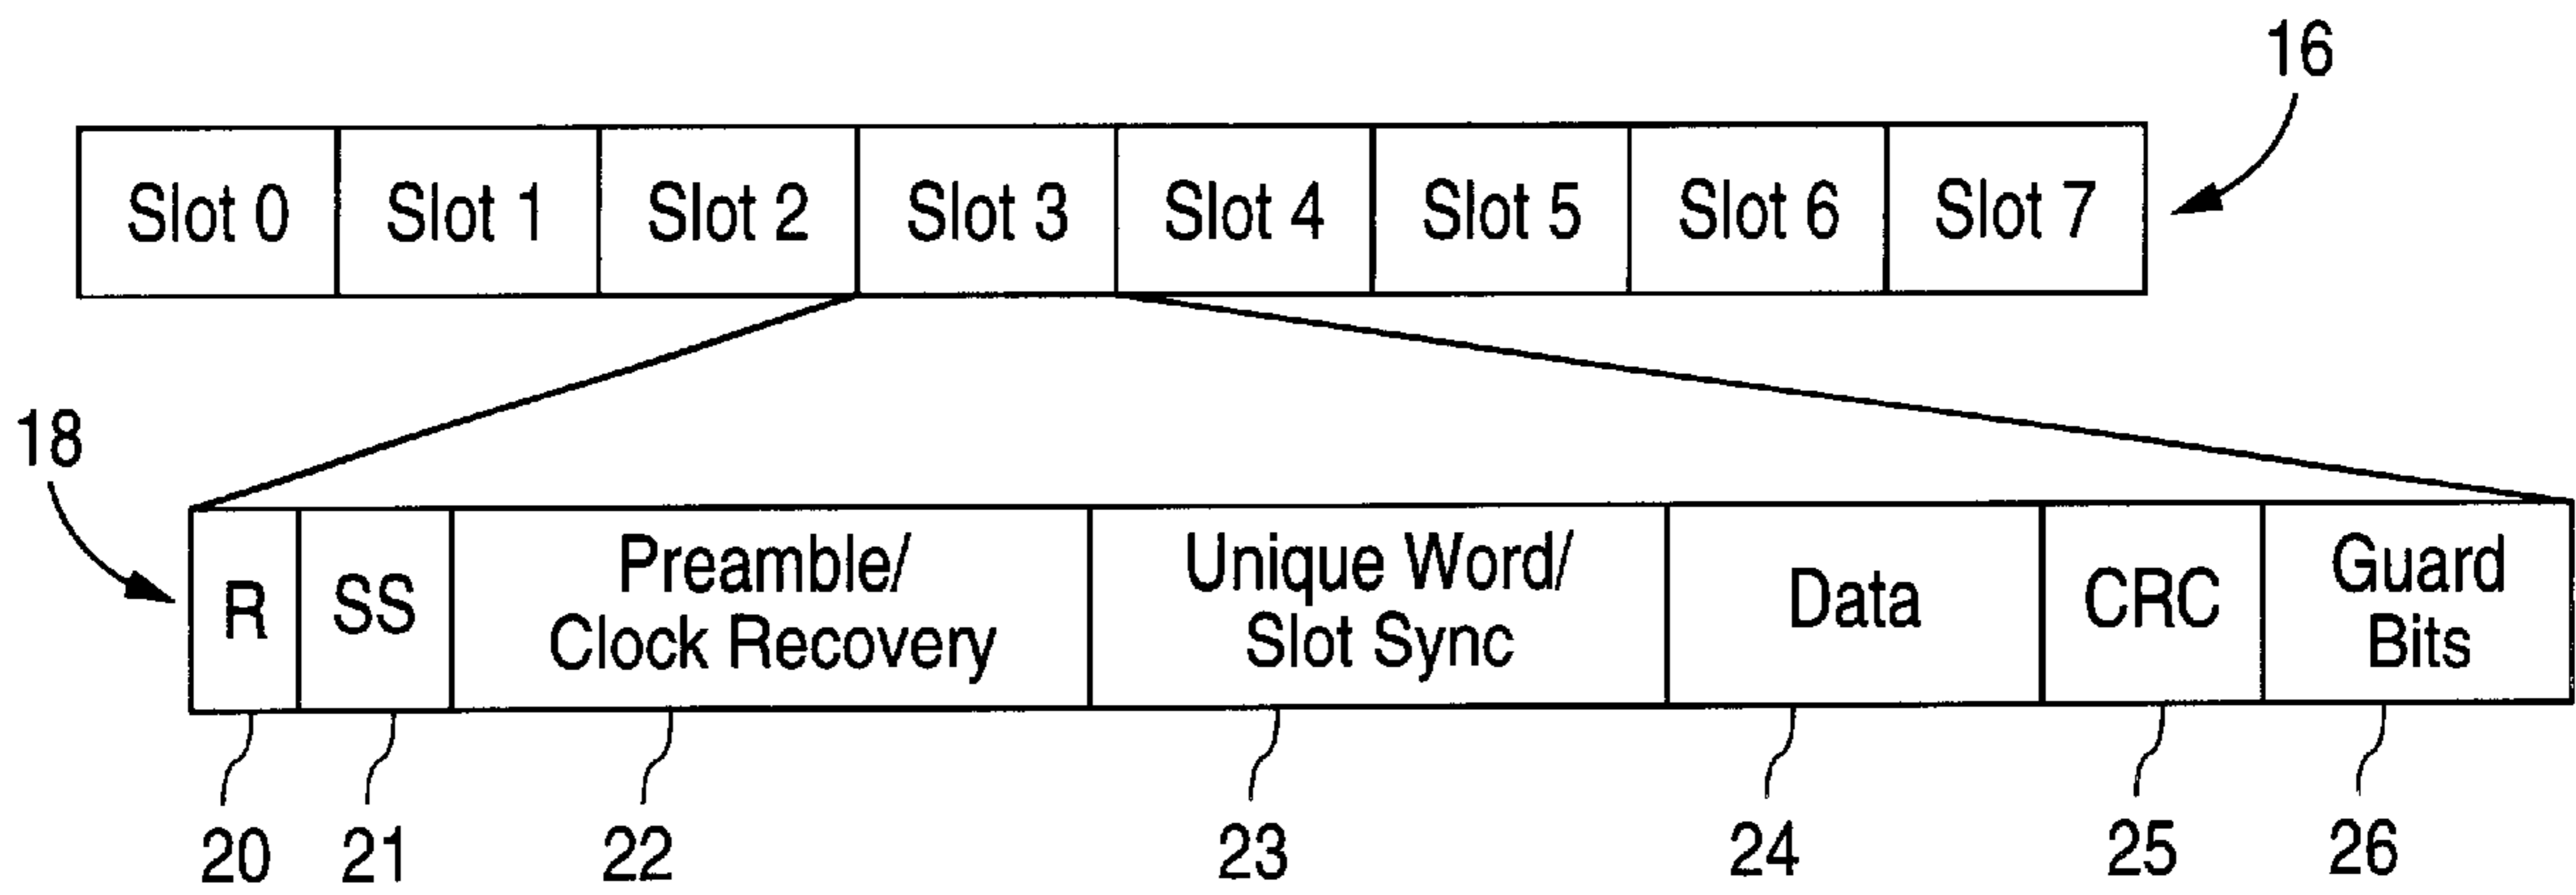 16
Slot 0 Slot 1 Slot 2 Slot 3 Slot 4 Slot 5 Slot 6 Slot 7
18
R SS Preamble/ Unique Word/ Data CRC Guard
Clock Recovery Slot Sync Bits
20 21 22 23 24 25 26